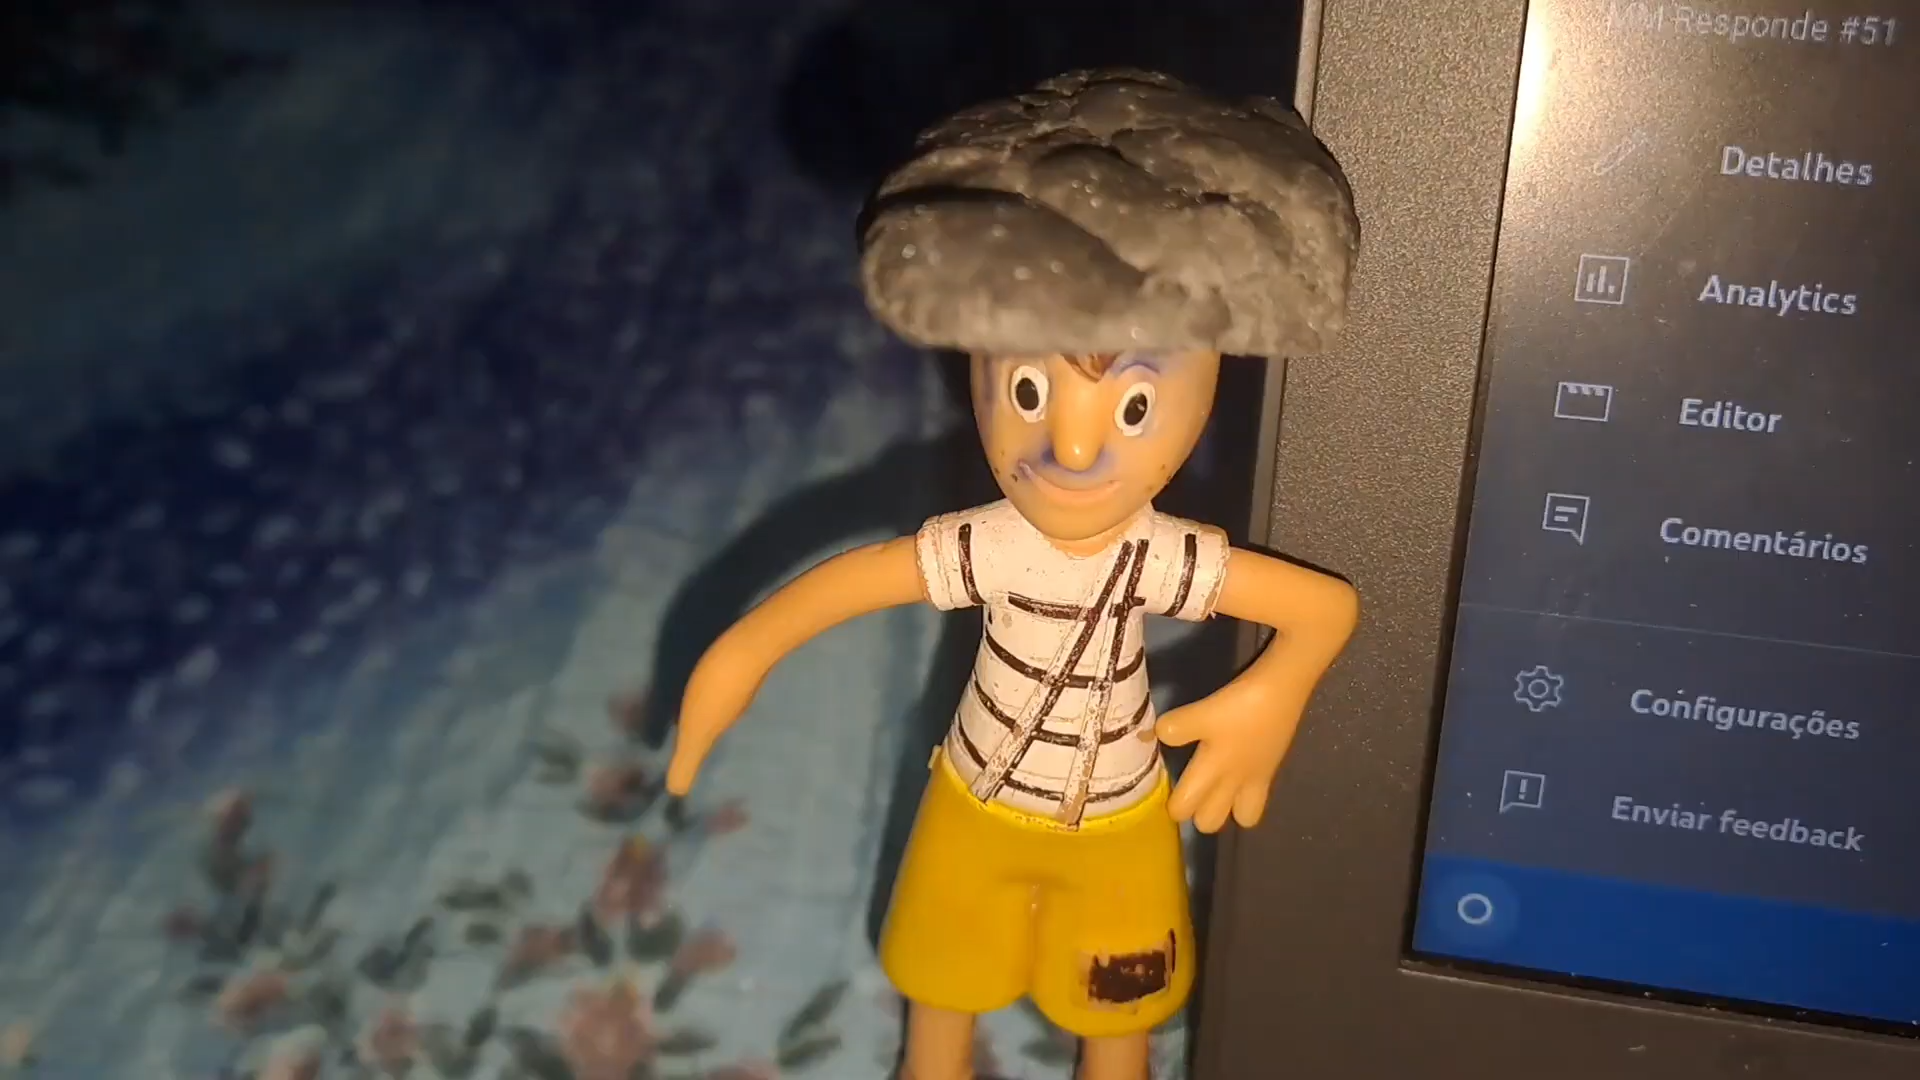 Responde #51
Detalhes
Analytics
Editor
Comentários
Configurações
Enviar feedback